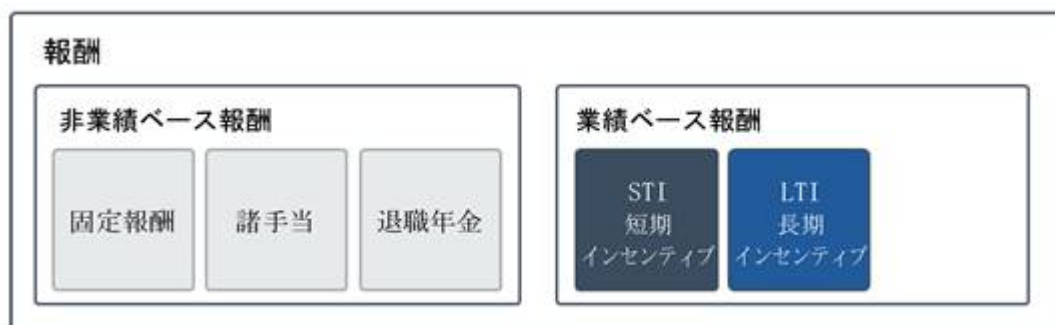 報酬
非業績ベース報酬
固定報酬
諸手当
退職年金
業績ベース報酬
STI
短期
インセンティブ
LTI
長期
インセンティブ